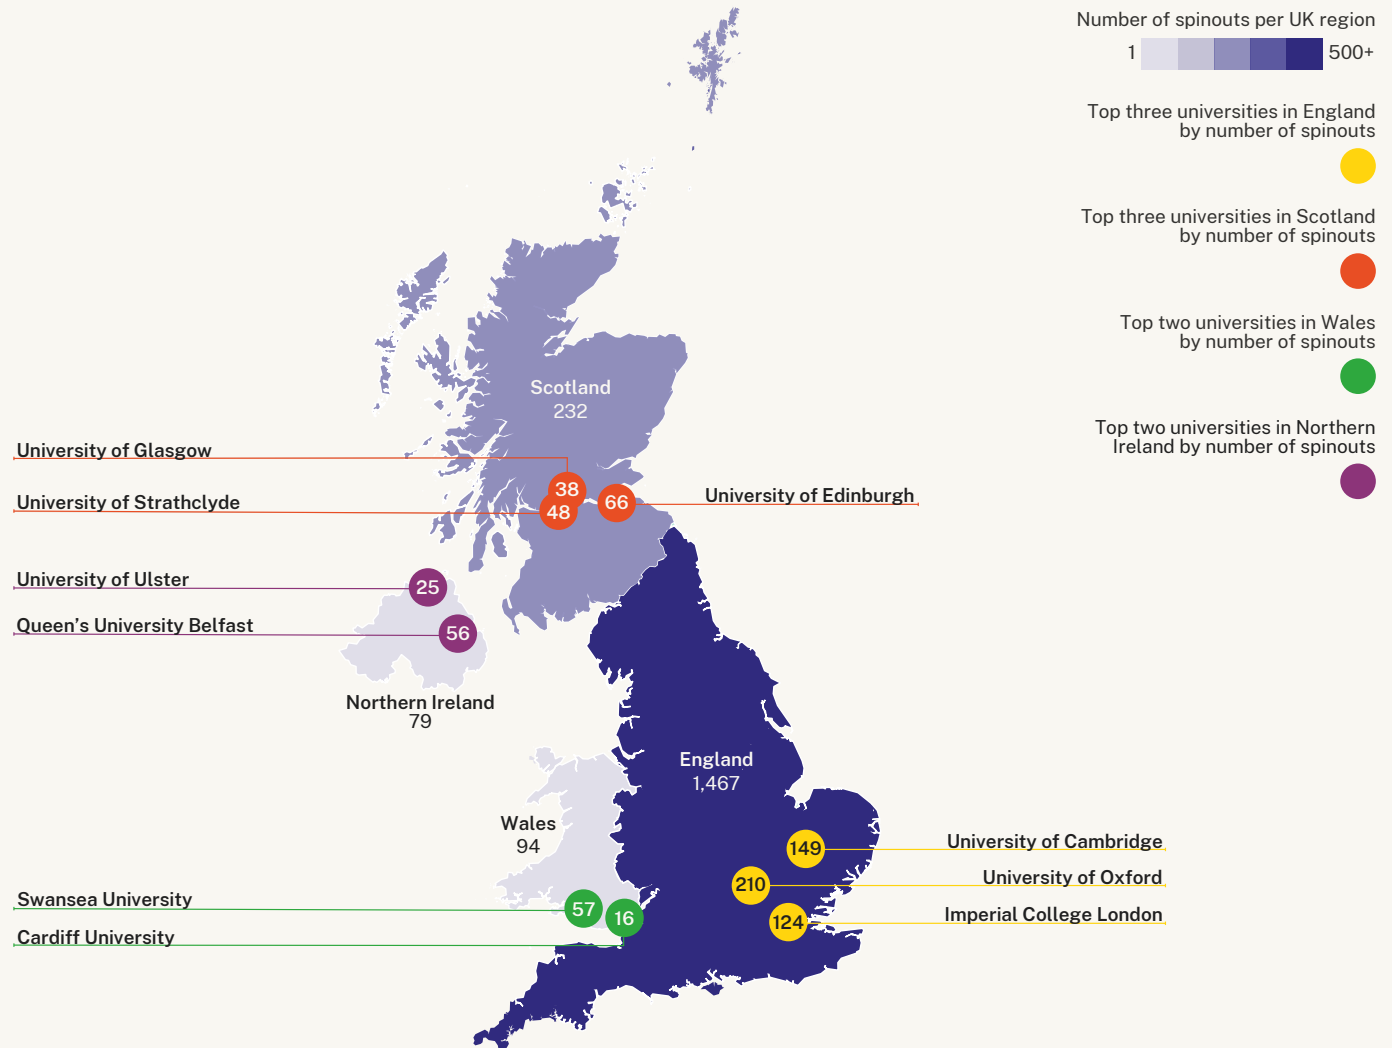 Number of spinouts per UK region
1 500+
Top three universities in England
by number of spinouts
Top three universities in Scotland
by number of spinouts
Top two universities in Wales
by number of spinouts
Top two universities in Northern
Ireland by number of spinouts
Scotland
232
University of Glasgow
38
University of Strathclyde
48
66
University of Edinburgh
University of Ulster
25
Queen’s University Belfast
56
Northern Ireland
79
England
1,467
Wales
94
149
University of Cambridge
210
University of Oxford
124
Imperial College London
Swansea University
57
Cardiff University
16